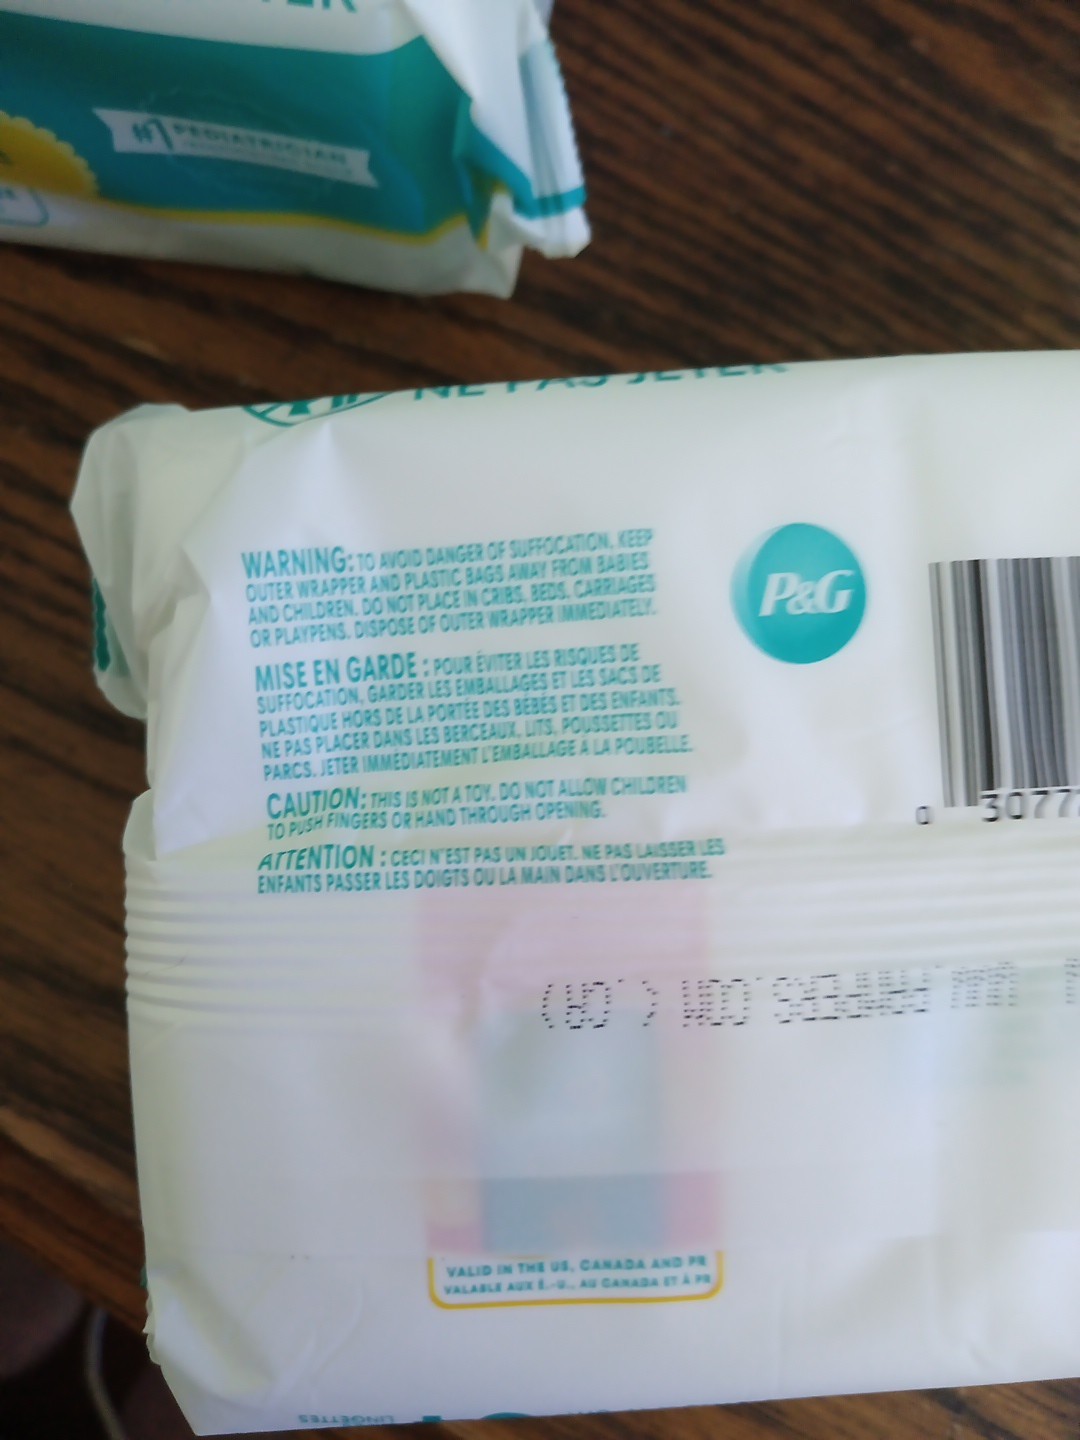 #1 PEDIATRICIAN
NE PAS JETER
WARNING: TO AVOID DANGER OF SUFFOCATION, KEEP
OUTER WRAPPER AND PLASTIC BAGS AWAY FROM BABIES
AND CHILDREN. DO NOT PLACE IN CRIBS, BEDS, CARRIAGES
OR PLAYPENS. DISPOSE OF OUTER WRAPPER IMMEDIATELY.
MISE EN GARDE : POUR ÉVITER LES RISQUES DE
SUFFOCATION, GARDER LES EMBALLAGES ET LES SACS DE
PLASTIQUE HORS DE LA PORTÉE DES BÉBÉS ET DES ENFANTS.
NE PAS PLACER DANS LES BERCEAUX, LITS, POUSSETTES OU
PARCS. JETER IMMÉDIATEMENT L'EMBALLAGE À LA POUBELLE.
CAUTION: THIS IS NOT A TOY. DO NOT ALLOW CHILDREN
TO PUSH FINGERS OR HAND THROUGH OPENING.
ATTENTION : CECI N'EST PAS UN JOUET. NE PAS LAISSER LES
ENFANTS PASSER LES DOIGTS OU LA MAIN DANS L'OUVERTURE.
P&G
0 3077
VALID IN THE US, CANADA AND PR
VALABLE AUX É.-U., AU CANADA ET À PR
LINGETTES